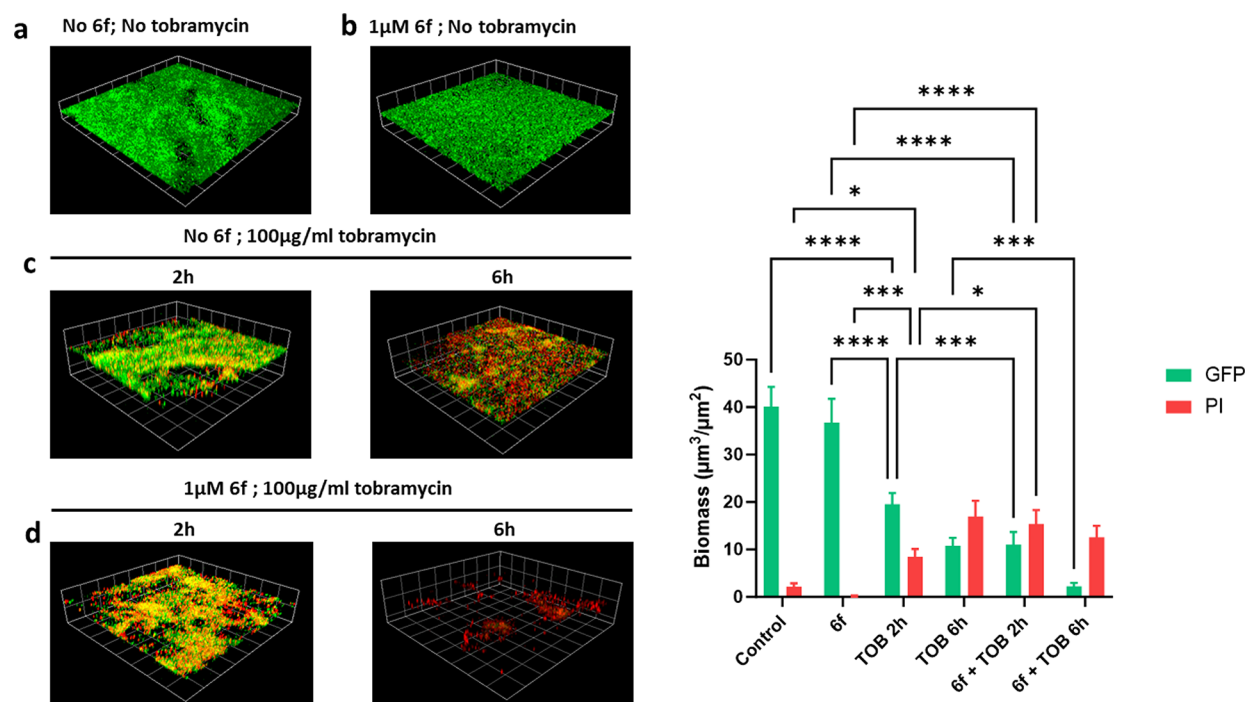 a
No 6f; No tobramycin
b
1µM 6f ; No tobramycin
No 6f ; 100µg/ml tobramycin
c
2h
6h
1µM 6f ; 100µg/ml tobramycin
d
2h
6h
****
****
*
****
***
***
*
****
***
50
40
30
20
10
0
Biomass (µm³/µm²)
Control
6f
TOB 2h
TOB 6h
6f + TOB 2h
6f + TOB 6h
GFP
PI